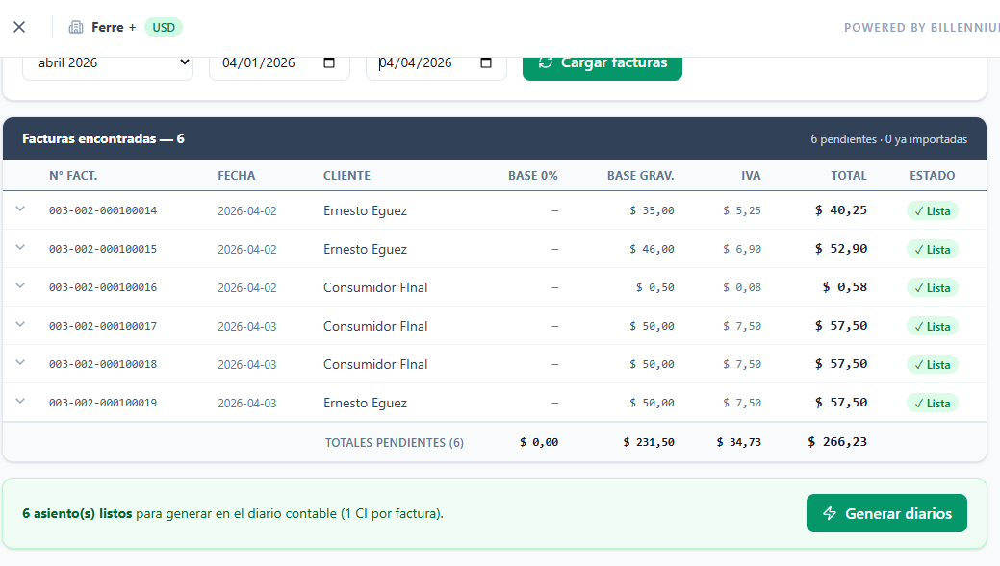 Ferre + USD POWERED BY
abril 2026 04/01/2026 04/04/2026 Cargar facturas
Facturas encontradas — 6 6 pendientes · 0 ya importadas
N° FACT. FECHA CLIENTE BASE 0% BASE GRAV. IVA TOTAL ESTADO
003-002-000100014 2026-04-02 Ernesto Eguez – $ 35,00 $ 5,25 $ 40,25 ✓ Lista
003-002-000100015 2026-04-02 Ernesto Eguez – $ 46,00 $ 6,90 $ 52,90 ✓ Lista
003-002-000100016 2026-04-02 Consumidor FInal – $ 0,50 $ 0,08 $ 0,58 ✓ Lista
003-002-000100017 2026-04-03 Consumidor FInal – $ 50,00 $ 7,50 $ 57,50 ✓ Lista
003-002-000100018 2026-04-03 Consumidor FInal – $ 50,00 $ 7,50 $ 57,50 ✓ Lista
003-002-000100019 2026-04-03 Ernesto Eguez – $ 50,00 $ 7,50 $ 57,50 ✓ Lista
TOTALES PENDIENTES (6) $ 0,00 $ 231,50 $ 34,73 $ 266,23
6 asiento(s) listos para generar en el diario contable (1 CI por factura). Generar diarios